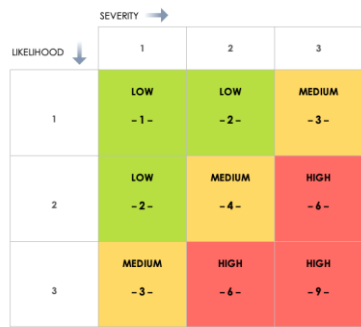 SEVERITY
LIKELIHOOD
1 2 3
1
LOW LOW MEDIUM
– 1 – – 2 – – 3 –
2
LOW MEDIUM HIGH
– 2 – – 4 – – 6 –
3
MEDIUM HIGH HIGH
– 3 – – 6 – – 9 –